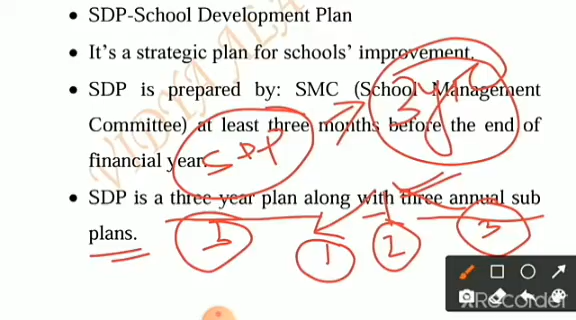 • SDP-School Development Plan
• It's a strategic plan for schools' improvement.
• SDP is prepared by: SMC (School Management
Committee) at least three months before the end of
financial year.
3yrs
SDP
• SDP is a three year plan along with three annual sub
plans.
3
1
2
3
XRecorder